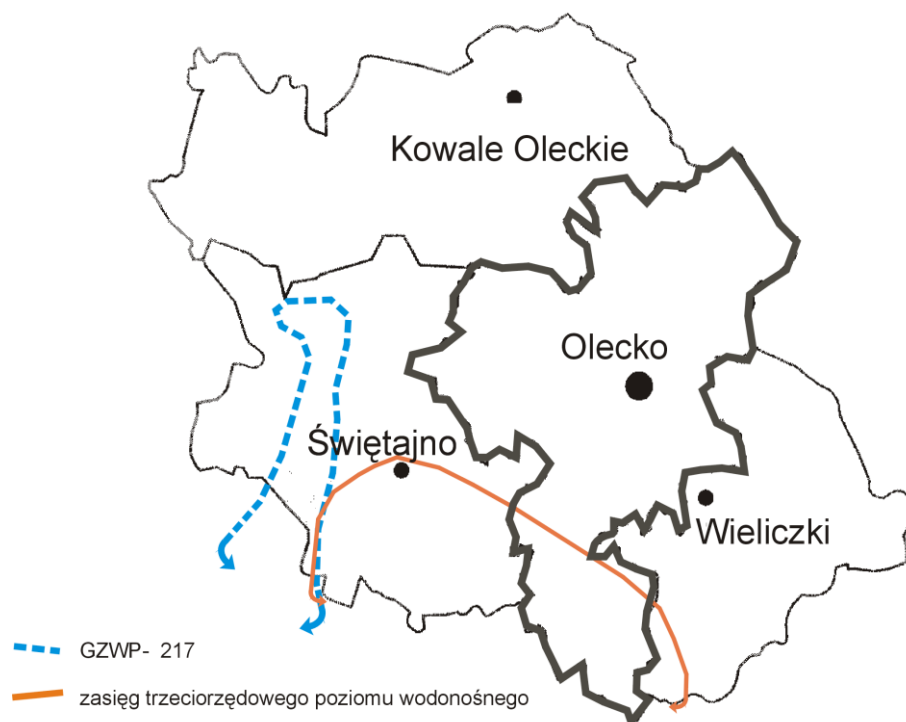 Kowale Oleckie
Olecko
Świętajno
Wieliczki
GZWP- 217
zasięg trzeciorzędowego poziomu wodonośnego